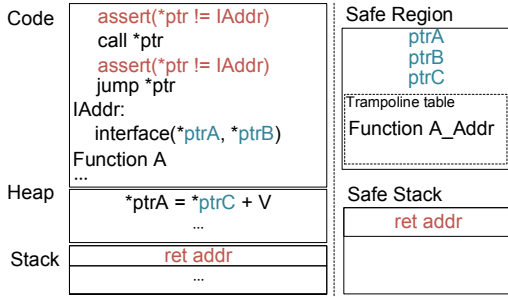 Code
assert(*ptr != IAddr)
call *ptr
assert(*ptr != IAddr)
jump *ptr
IAddr:
interface(*ptrA, *ptrB)
Function A
...
Heap
*ptrA = *ptrC + V
...
Stack
ret addr
...
Safe Region
ptrA
ptrB
ptrC
Trampoline table
Function A_Addr
Safe Stack
ret addr